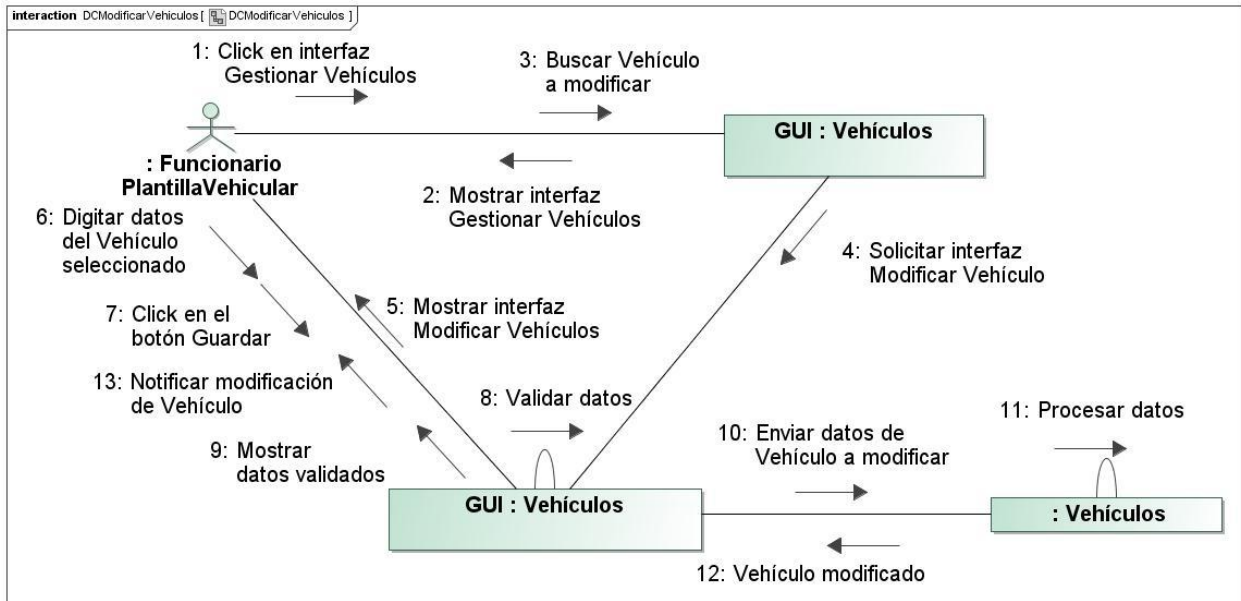 interaction DCModificarVehiculos [ DCModificarVehiculos ]
1: Click en interfaz
Gestionar Vehículos
3: Buscar Vehículo
a modificar
GUI : Vehículos
: Funcionario
PlantillaVehicular
2: Mostrar interfaz
Gestionar Vehículos
6: Digitar datos
del Vehículo
seleccionado
4: Solicitar interfaz
Modificar Vehículo
7: Click en el
botón Guardar
5: Mostrar interfaz
Modificar Vehículos
13: Notificar modificación
de Vehículo
8: Validar datos
11: Procesar datos
9: Mostrar
datos validados
10: Enviar datos de
Vehículo a modificar
GUI : Vehículos
: Vehículos
12: Vehículo modificado